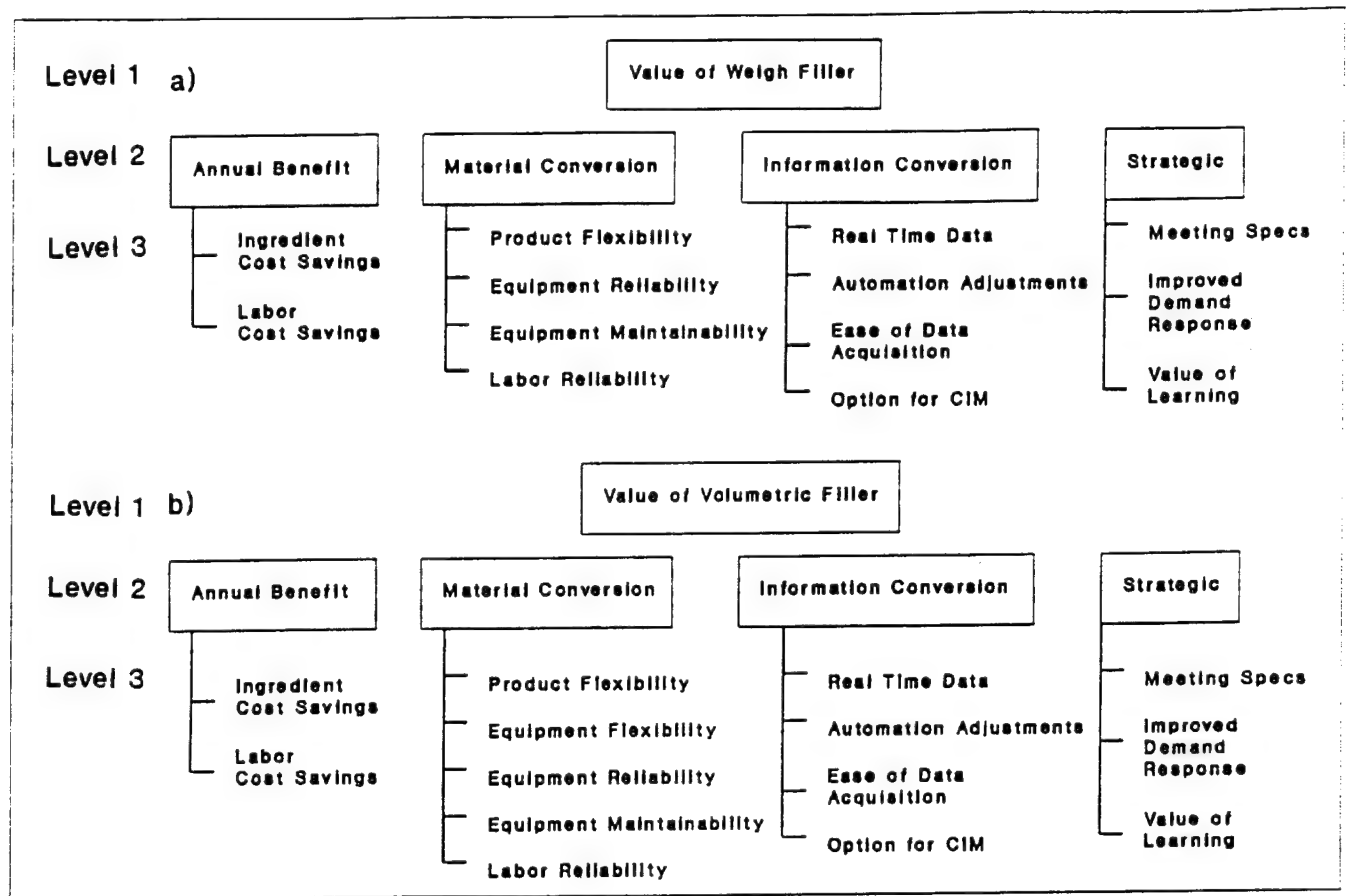 Level 1 a)
Value of Weigh Filler
Level 2
Annual Benefit
Material Conversion
Information Conversion
Strategic
Level 3
Ingredient
Cost Savings
Labor
Cost Savings
Product Flexibility
Equipment Reliability
Equipment Maintainability
Labor Reliability
Real Time Data
Automation Adjustments
Ease of Data
Acquisition
Option for CIM
Meeting Specs
Improved
Demand
Response
Value of
Learning
Level 1 b)
Value of Volumetric Filler
Level 2
Annual Benefit
Material Conversion
Information Conversion
Strategic
Level 3
Ingredient
Cost Savings
Labor
Cost Savings
Product Flexibility
Equipment Flexibility
Equipment Reliability
Equipment Maintainability
Labor Reliability
Real Time Data
Automation Adjustments
Ease of Data
Acquisition
Option for CIM
Meeting Specs
Improved
Demand
Response
Value of
Learning